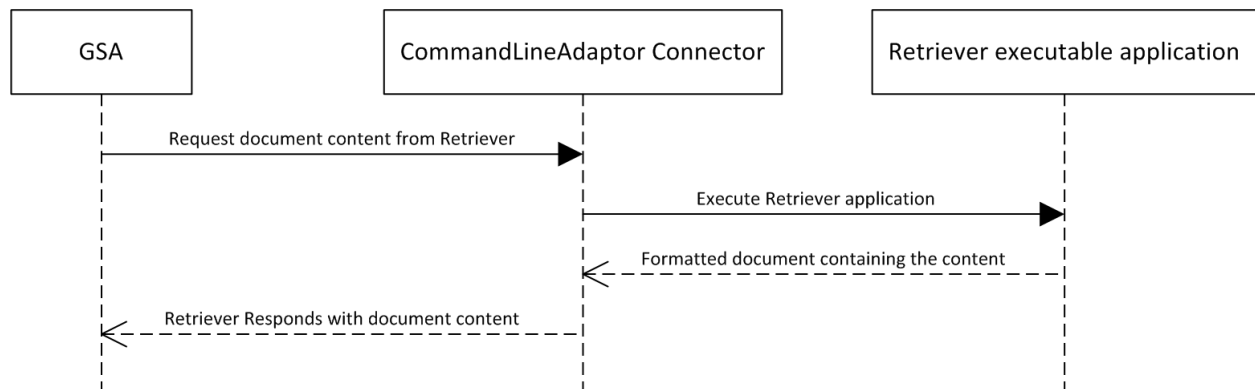 GSA
CommandLineAdaptor Connector
Retriever executable application
Request document content from Retriever
Execute Retriever application
Formatted document containing the content
Retriever Responds with document content